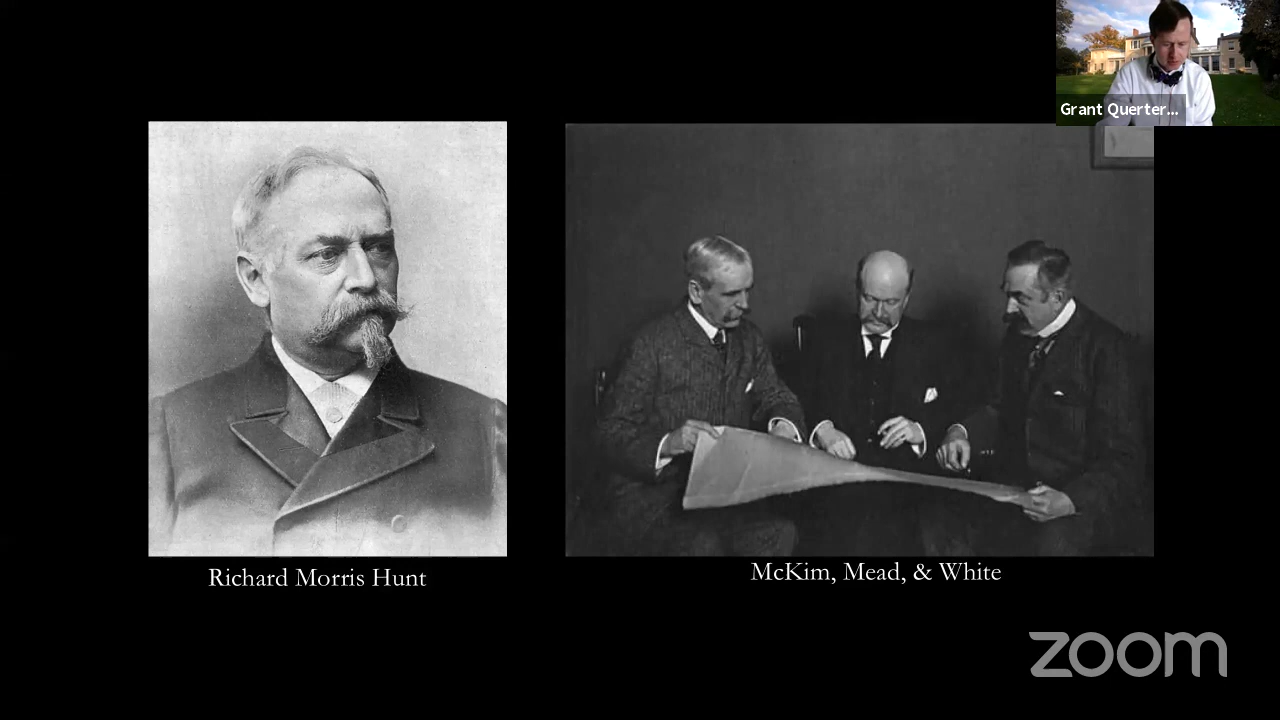 Grant Querter...
Richard Morris Hunt
McKim, Mead, & White
zoom